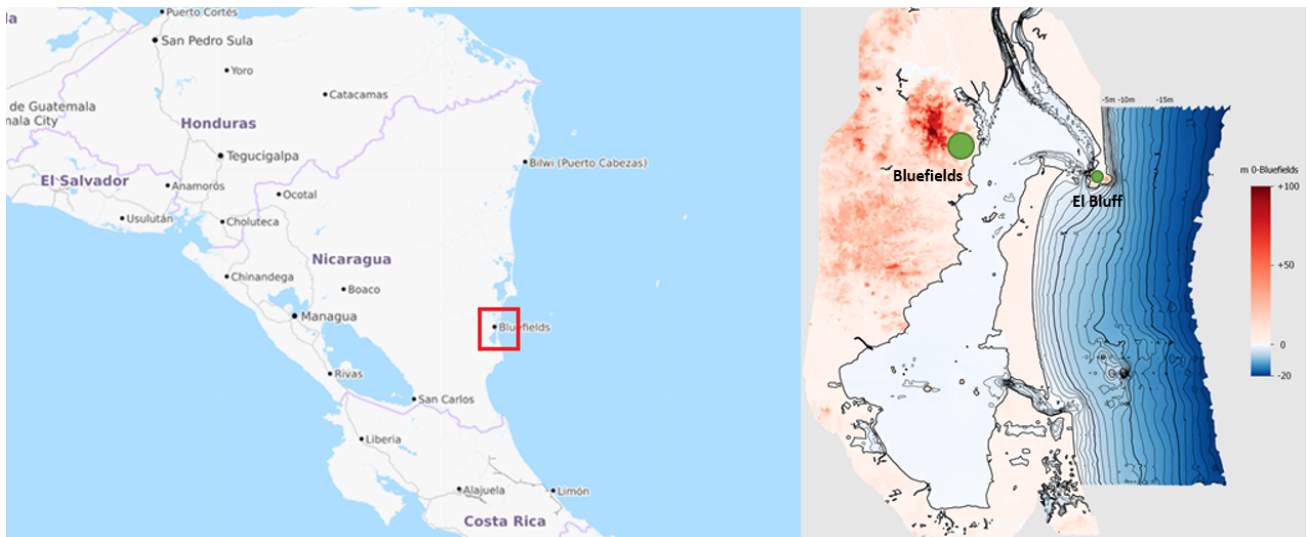 Puerto Cortés
la
San Pedro Sula
Yoro
Catacamas
de Guatemala
mala City
Honduras
Tegucigalpa
Bilwi (Puerto Cabezas)
El Salvador
Anamorós
Ocotal
Usulután
Choluteca
Nicaragua
Chinandega
Boaco
Managua
Bluefields
Rivas
San Carlos
Liberia
Alajuela
Limón
Costa Rica
-5m -10m -15m
Bluefields
El Bluff
m 0-Bluefields
+100
+50
0
-20